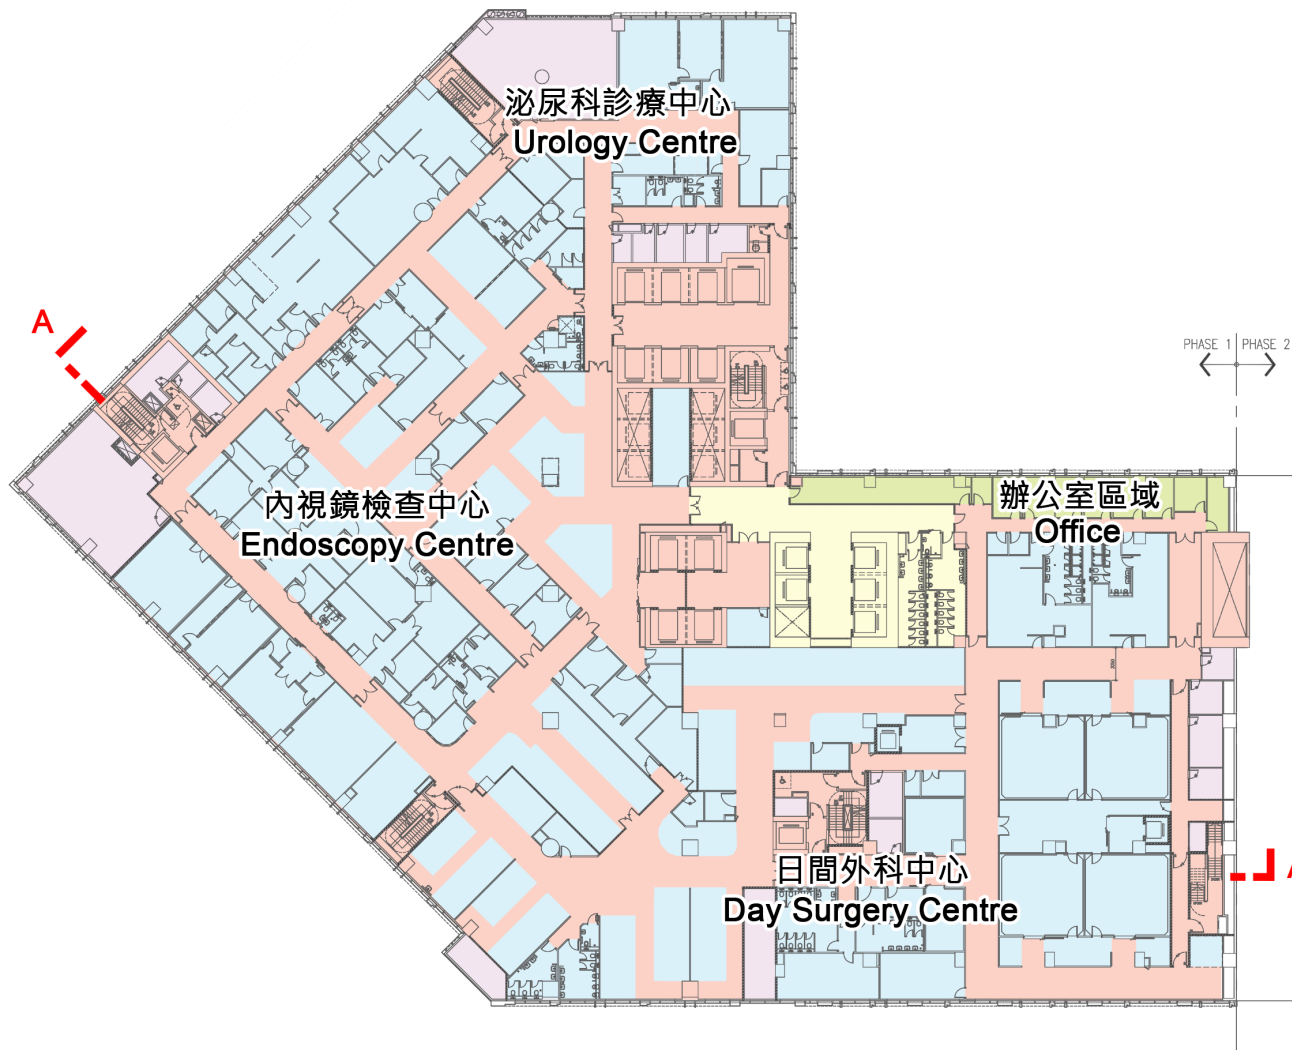 泌尿科診療中心
Urology Centre
A
PHASE 1 PHASE 2
內視鏡檢查中心
Endoscopy Centre
辦公室區域
Office
日間外科中心
Day Surgery Centre